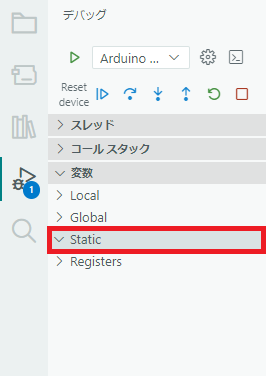 デバッグ
Arduino ...
Reset
device
スレッド
コール スタック
変数
1
Local
Global
Static
Registers